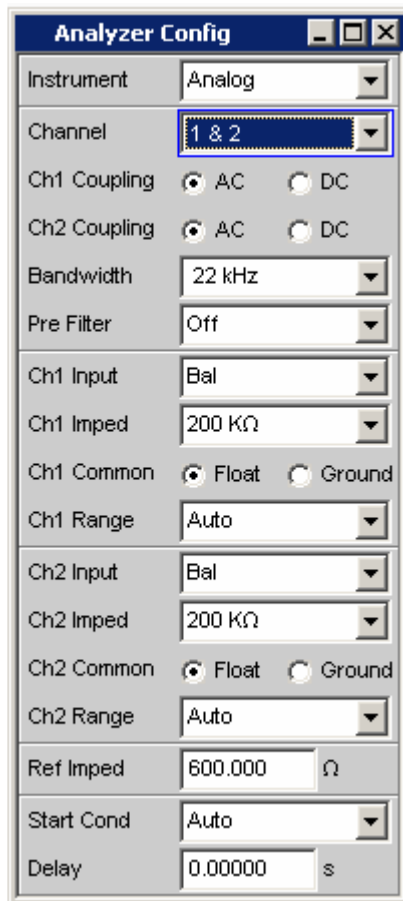 Analyzer Config
Instrument Analog
Channel 1 & 2
Ch1 Coupling AC DC
Ch2 Coupling AC DC
Bandwidth 22 kHz
Pre Filter Off
Ch1 Input Bal
Ch1 Imped 200 KΩ
Ch1 Common Float Ground
Ch1 Range Auto
Ch2 Input Bal
Ch2 Imped 200 KΩ
Ch2 Common Float Ground
Ch2 Range Auto
Ref Imped 600.000 Ω
Start Cond Auto
Delay 0.00000 s